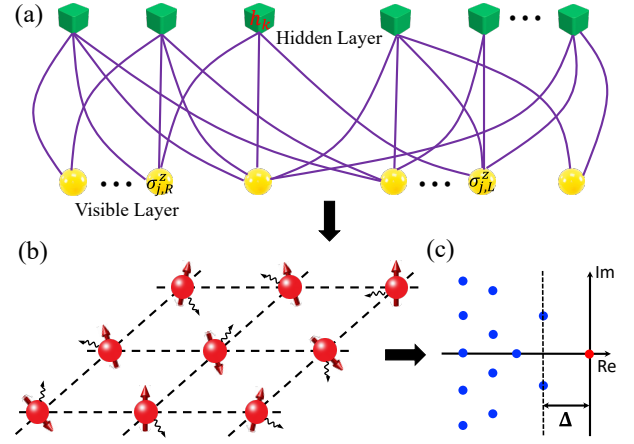 (a)
h_k
Hidden Layer
σ^z_{j,R}
σ^z_{j,L}
Visible Layer
(b)
(c)
Im
Re
Δ